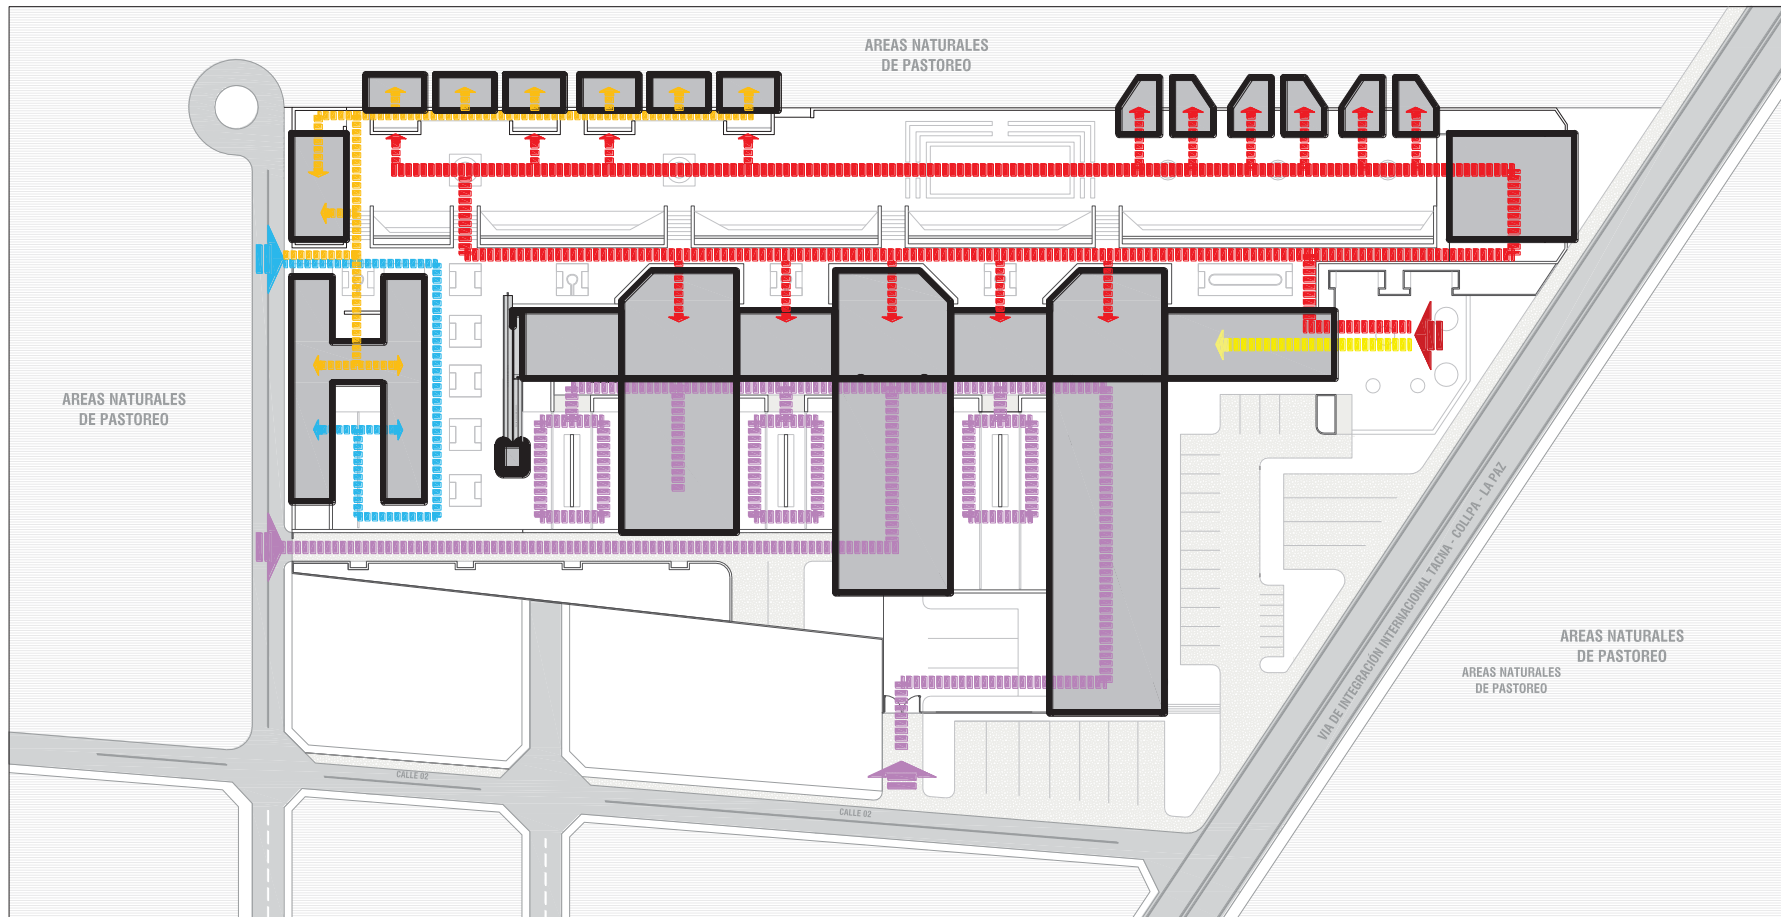 AREAS NATURALES
DE PASTOREO
AREAS NATURALES
DE PASTOREO
VIA DE INTEGRACIÓN INTERNACIONAL TACNA - COLLPA - LA PAZ
AREAS NATURALES
DE PASTOREO
AREAS NATURALES
DE PASTOREO
CALLE 02
CALLE 02